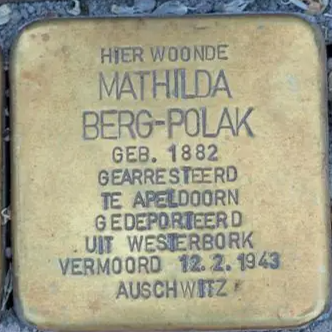 HIER WOONDE
MATHILDA
BERG-POLAK
GEB. 1882
GEARRESTEERD
TE APELDOORN
GEDEPORTEERD
UIT WESTERBORK
VERMOORD 12.2.1943
AUSCHWITZ